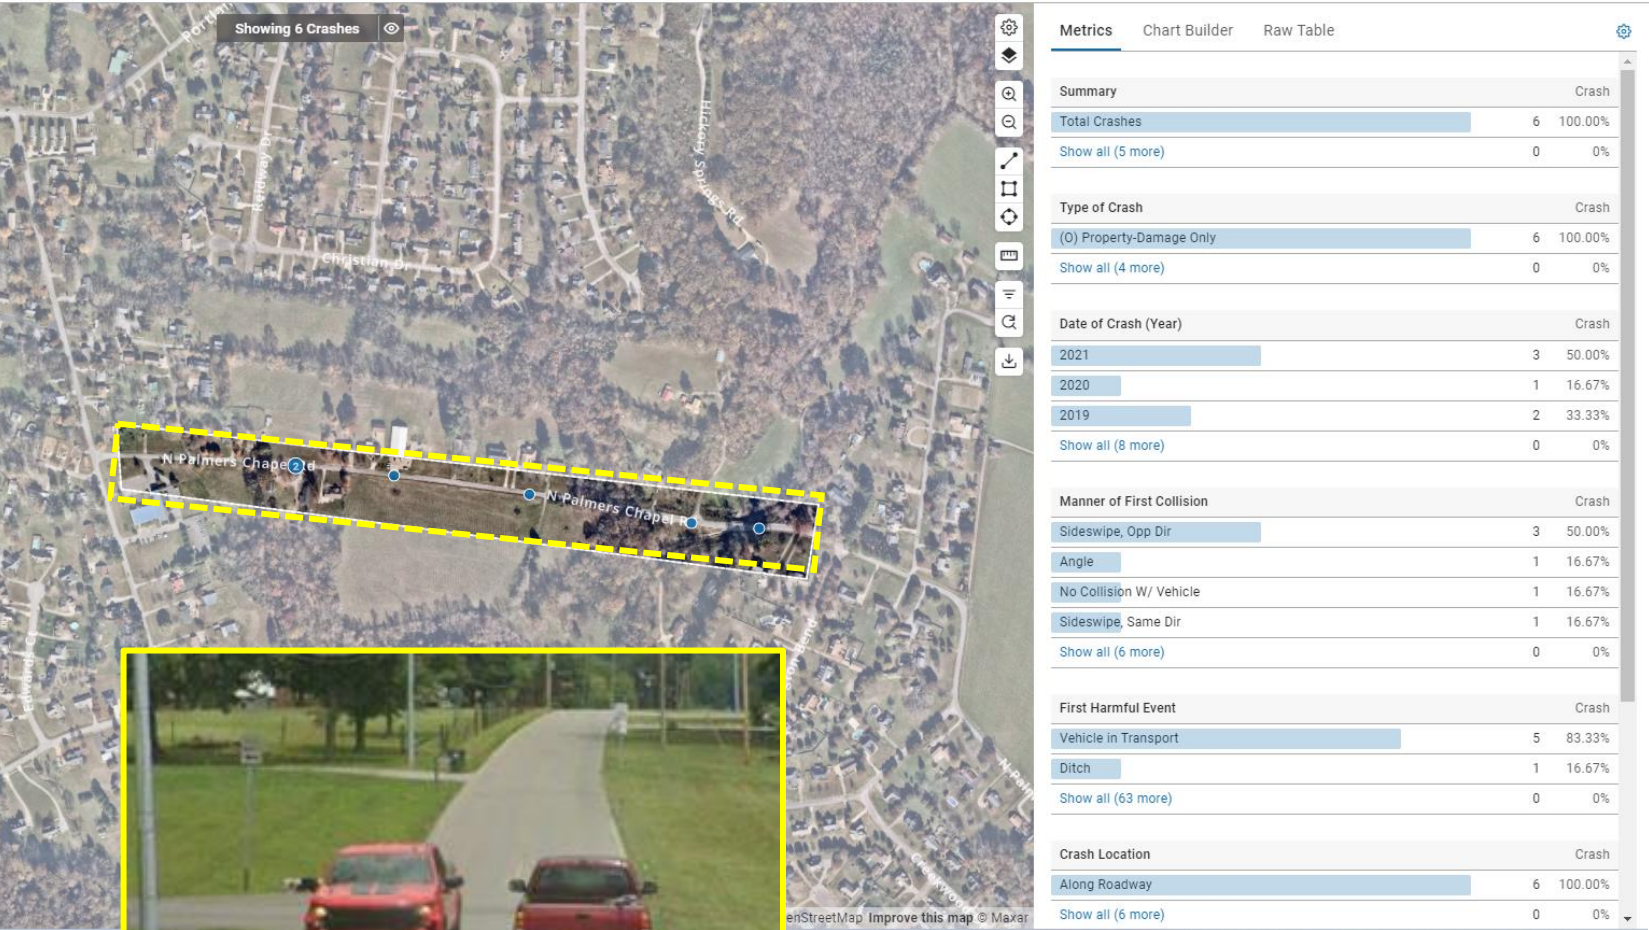 Portlan
Showing 6 Crashes
Reidway Dr
Hickory Springs Rd
Christian Dr
N Palmers Chapel Rd
2
N Palmers Chapel R
Edwards Ct
enStreetMap Improve this map © Maxar
Metrics Chart Builder Raw Table
Summary Crash
Total Crashes 6 100.00%
Show all (5 more) 0 0%
Type of Crash Crash
(O) Property-Damage Only 6 100.00%
Show all (4 more) 0 0%
Date of Crash (Year) Crash
2021 3 50.00%
2020 1 16.67%
2019 2 33.33%
Show all (8 more) 0 0%
Manner of First Collision Crash
Sideswipe, Opp Dir 3 50.00%
Angle 1 16.67%
No Collision W/ Vehicle 1 16.67%
Sideswipe, Same Dir 1 16.67%
Show all (6 more) 0 0%
First Harmful Event Crash
Vehicle in Transport 5 83.33%
Ditch 1 16.67%
Show all (63 more) 0 0%
Crash Location Crash
Along Roadway 6 100.00%
Show all (6 more) 0 0%